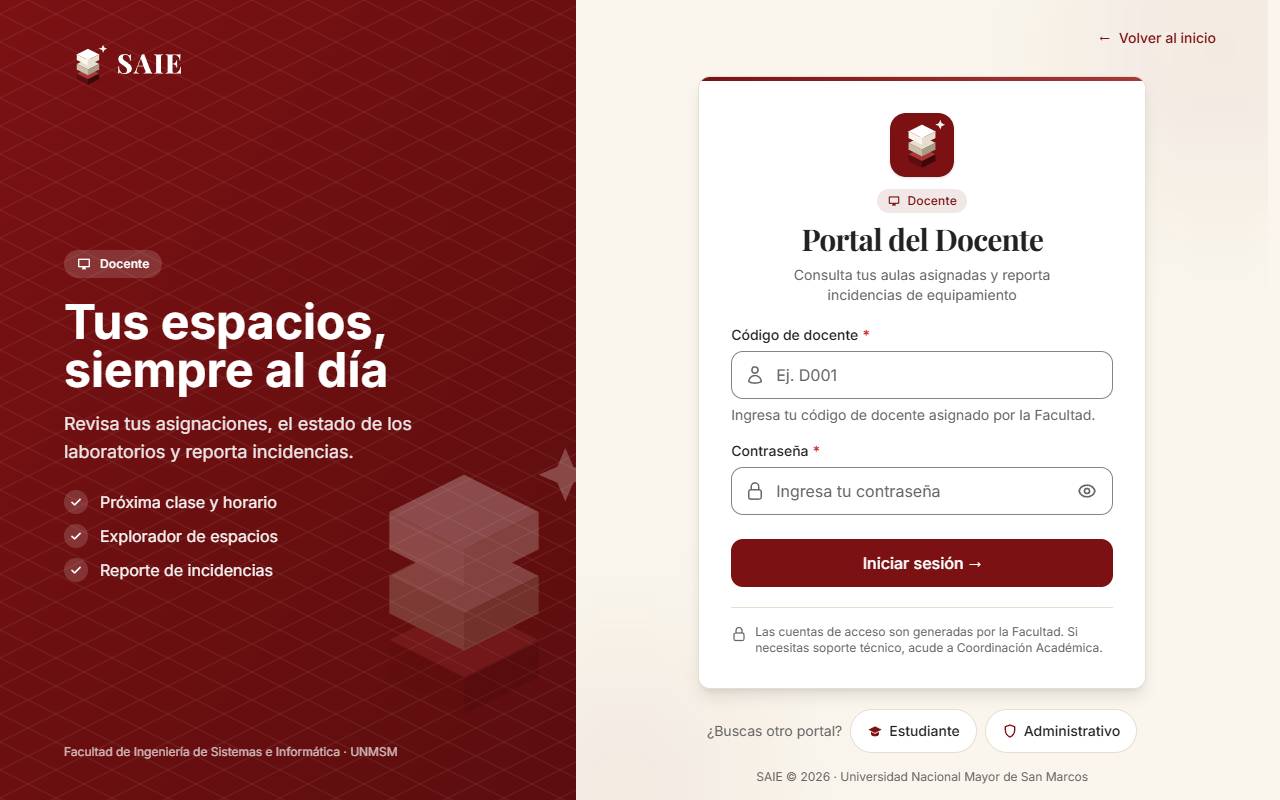 SAIE
Docente
Tus espacios,
siempre al día
Revisa tus asignaciones, el estado de los
laboratorios y reporta incidencias.
Próxima clase y horario
Explorador de espacios
Reporte de incidencias
Facultad de Ingeniería de Sistemas e Informática · UNMSM
← Volver al inicio
Docente
Portal del Docente
Consulta tus aulas asignadas y reporta
incidencias de equipamiento
Código de docente *
Ej. D001
Ingresa tu código de docente asignado por la Facultad.
Contraseña *
Ingresa tu contraseña
Iniciar sesión →
Las cuentas de acceso son generadas por la Facultad. Si
necesitas soporte técnico, acude a Coordinación Académica.
¿Buscas otro portal? Estudiante Administrativo
SAIE © 2026 · Universidad Nacional Mayor de San Marcos